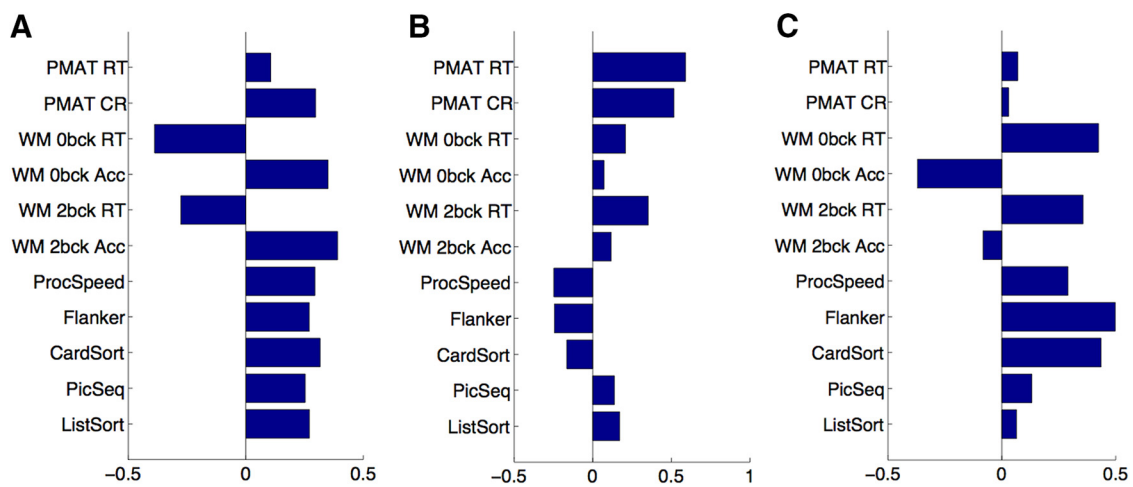 A
PMAT RT
PMAT CR
WM 0bck RT
WM 0bck Acc
WM 2bck RT
WM 2bck Acc
ProcSpeed
Flanker
CardSort
PicSeq
ListSort
−0.5 0 0.5
B
PMAT RT
PMAT CR
WM 0bck RT
WM 0bck Acc
WM 2bck RT
WM 2bck Acc
ProcSpeed
Flanker
CardSort
PicSeq
ListSort
−0.5 0 0.5 1
C
PMAT RT
PMAT CR
WM 0bck RT
WM 0bck Acc
WM 2bck RT
WM 2bck Acc
ProcSpeed
Flanker
CardSort
PicSeq
ListSort
−0.5 0 0.5